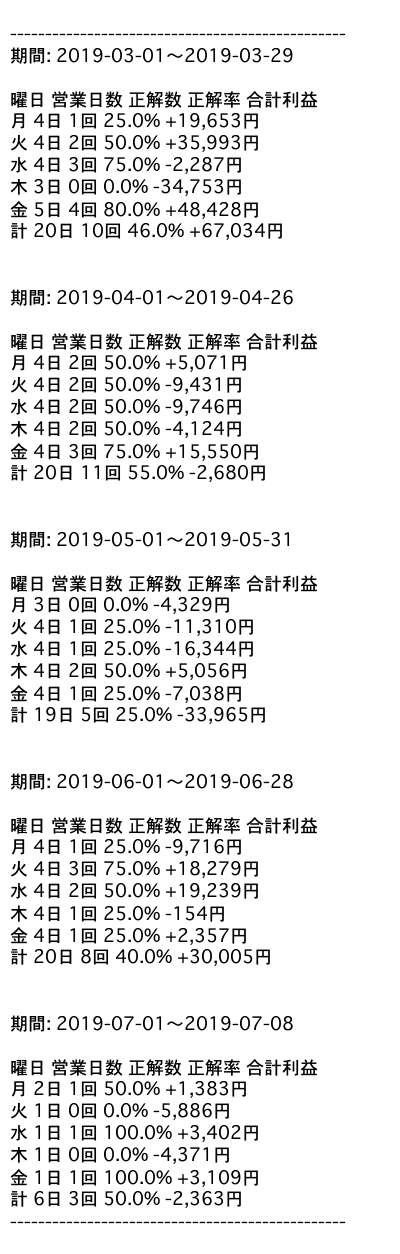 ------------------------------------------------
期間: 2019-03-01～2019-03-29
曜日 営業日数 正解数 正解率 合計利益
月 4日 1回 25.0% +19,653円
火 4日 2回 50.0% +35,993円
水 4日 3回 75.0% -2,287円
木 3日 0回 0.0% -34,753円
金 5日 4回 80.0% +48,428円
計 20日 10回 46.0% +67,034円
期間: 2019-04-01～2019-04-26
曜日 営業日数 正解数 正解率 合計利益
月 4日 2回 50.0% +5,071円
火 4日 2回 50.0% -9,431円
水 4日 2回 50.0% -9,746円
木 4日 2回 50.0% -4,124円
金 4日 3回 75.0% +15,550円
計 20日 11回 55.0% -2,680円
期間: 2019-05-01～2019-05-31
曜日 営業日数 正解数 正解率 合計利益
月 3日 0回 0.0% -4,329円
火 4日 1回 25.0% -11,310円
水 4日 1回 25.0% -16,344円
木 4日 2回 50.0% +5,056円
金 4日 1回 25.0% -7,038円
計 19日 5回 25.0% -33,965円
期間: 2019-06-01～2019-06-28
曜日 営業日数 正解数 正解率 合計利益
月 4日 1回 25.0% -9,716円
火 4日 3回 75.0% +18,279円
水 4日 2回 50.0% +19,239円
木 4日 1回 25.0% -154円
金 4日 1回 25.0% +2,357円
計 20日 8回 40.0% +30,005円
期間: 2019-07-01～2019-07-08
曜日 営業日数 正解数 正解率 合計利益
月 2日 1回 50.0% +1,383円
火 1日 0回 0.0% -5,886円
水 1日 1回 100.0% +3,402円
木 1日 0回 0.0% -4,371円
金 1日 1回 100.0% +3,109円
計 6日 3回 50.0% -2,363円
------------------------------------------------